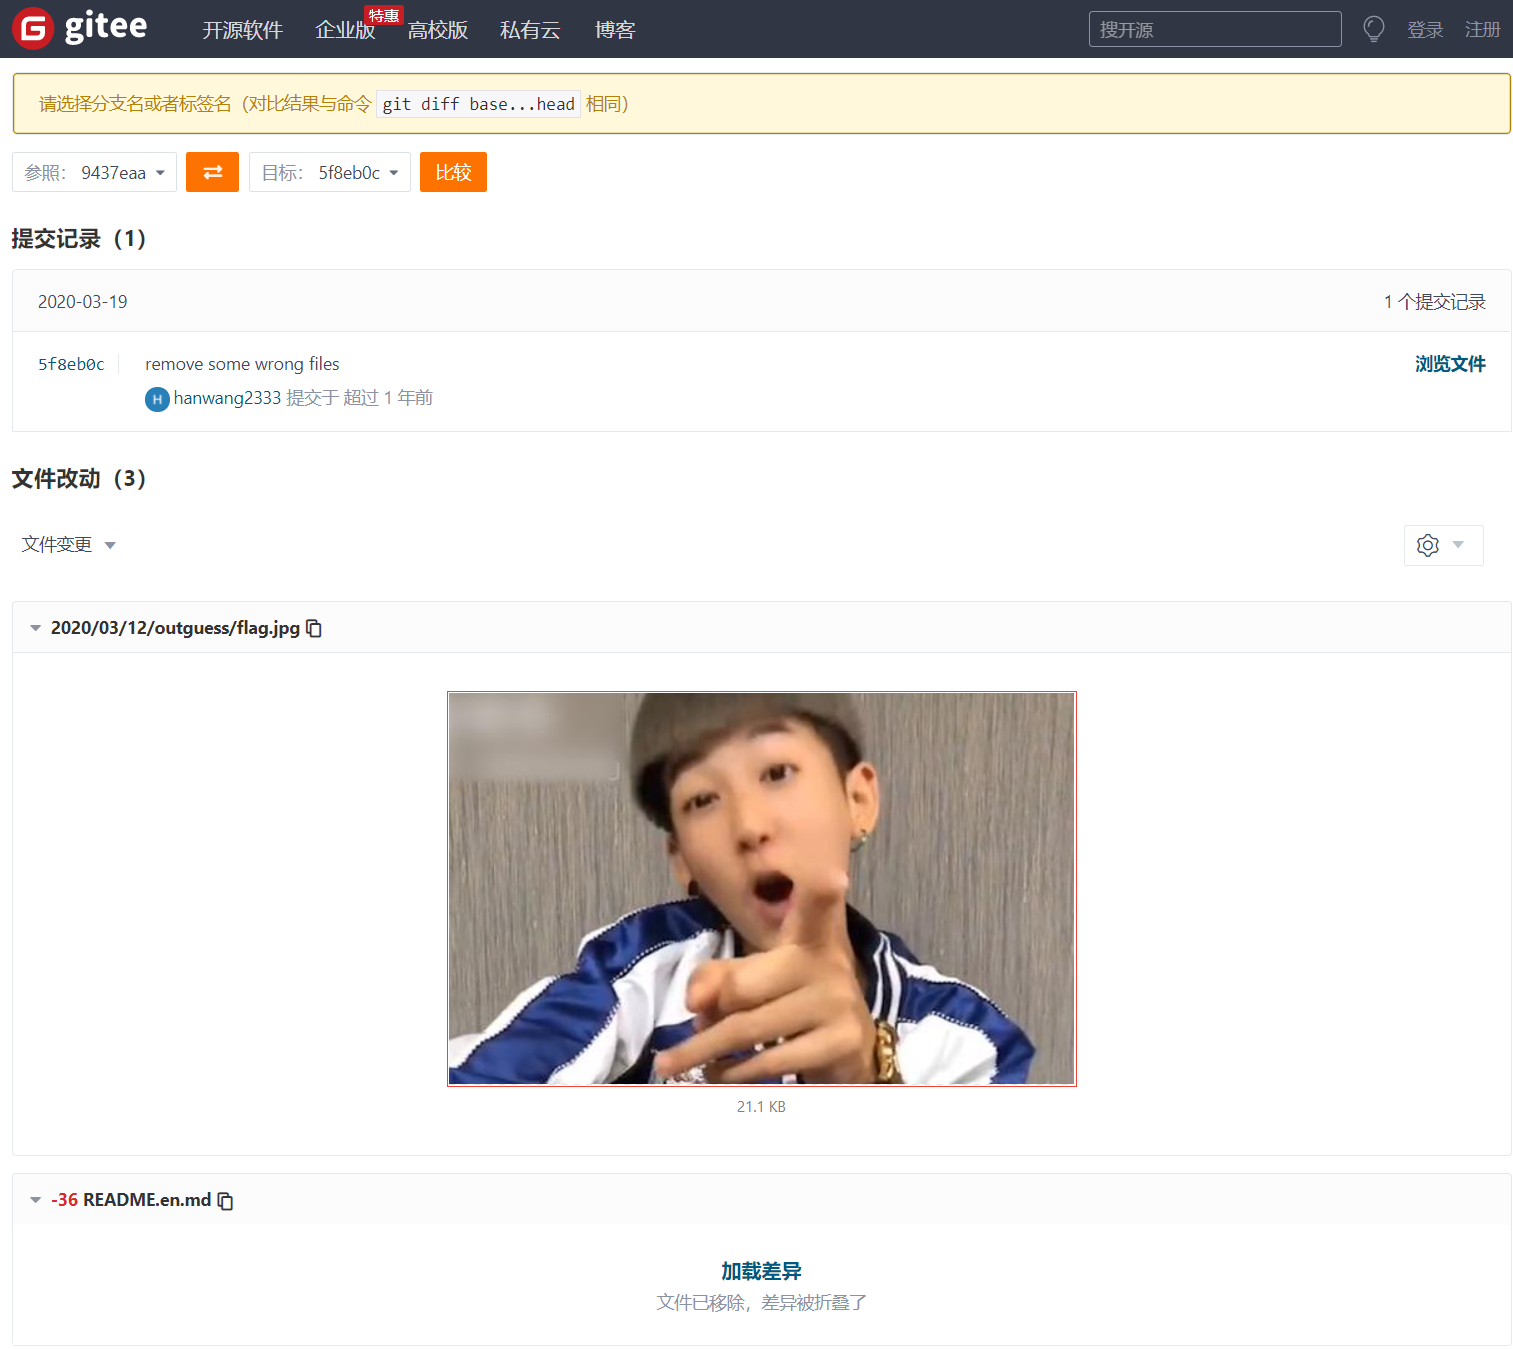 gitee 开源软件 企业版 特惠 高校版 私有云 博客 搜开源 登录 注册
请选择分支名或者标签名（对比结果与命令 git diff base...head 相同）
参照： 9437eaa 目标： 5f8eb0c 比较
提交记录（1）
2020-03-19 1 个提交记录
5f8eb0c remove some wrong files 浏览文件
H hanwang2333 提交于 超过 1 年前
文件改动（3）
文件变更
2020/03/12/outguess/flag.jpg
21.1 KB
-36 README.en.md
加载差异
文件已移除，差异被折叠了